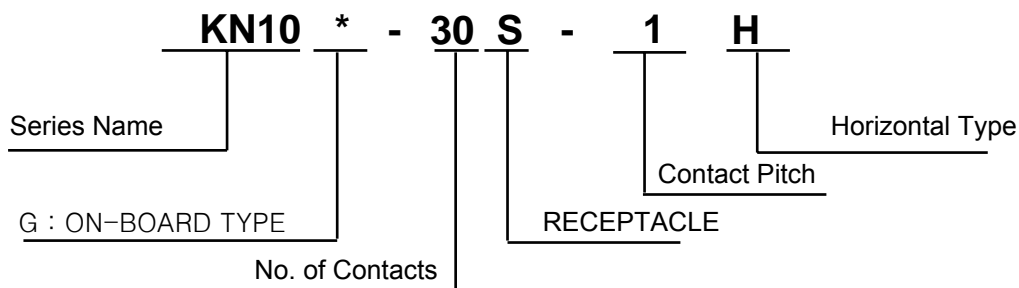 KN10 * - 30 S - 1 H
Series Name
Horizontal Type
Contact Pitch
G : ON-BOARD TYPE
RECEPTACLE
No. of Contacts